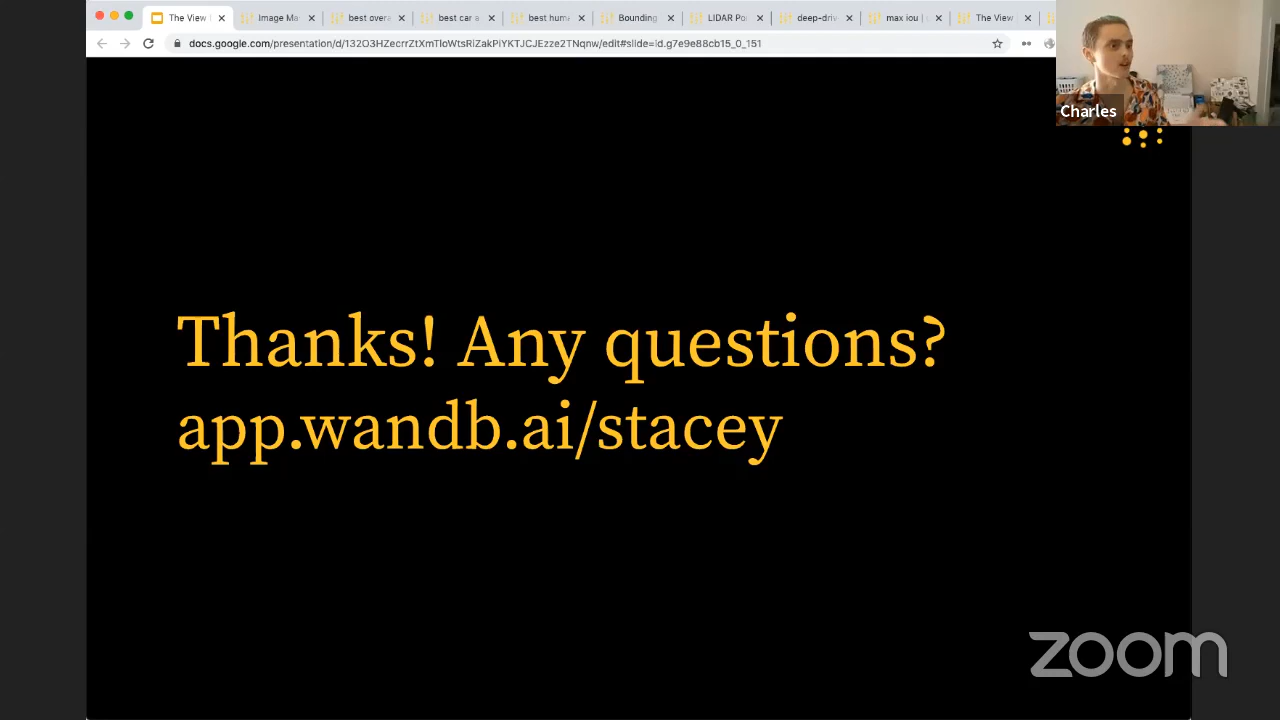 The View
Image Ma
best over
best car a
best huma
Bounding
LIDAR Po
deep-driv
max iou |
The View
docs.google.com/presentation/d/132O3HZecrrZtXmTloWtsRiZakPiYKTJCJEzze2TNqnw/edit#slide=id.g7e9e88cb15_0_151
Charles
Thanks! Any questions?
app.wandb.ai/stacey
zoom